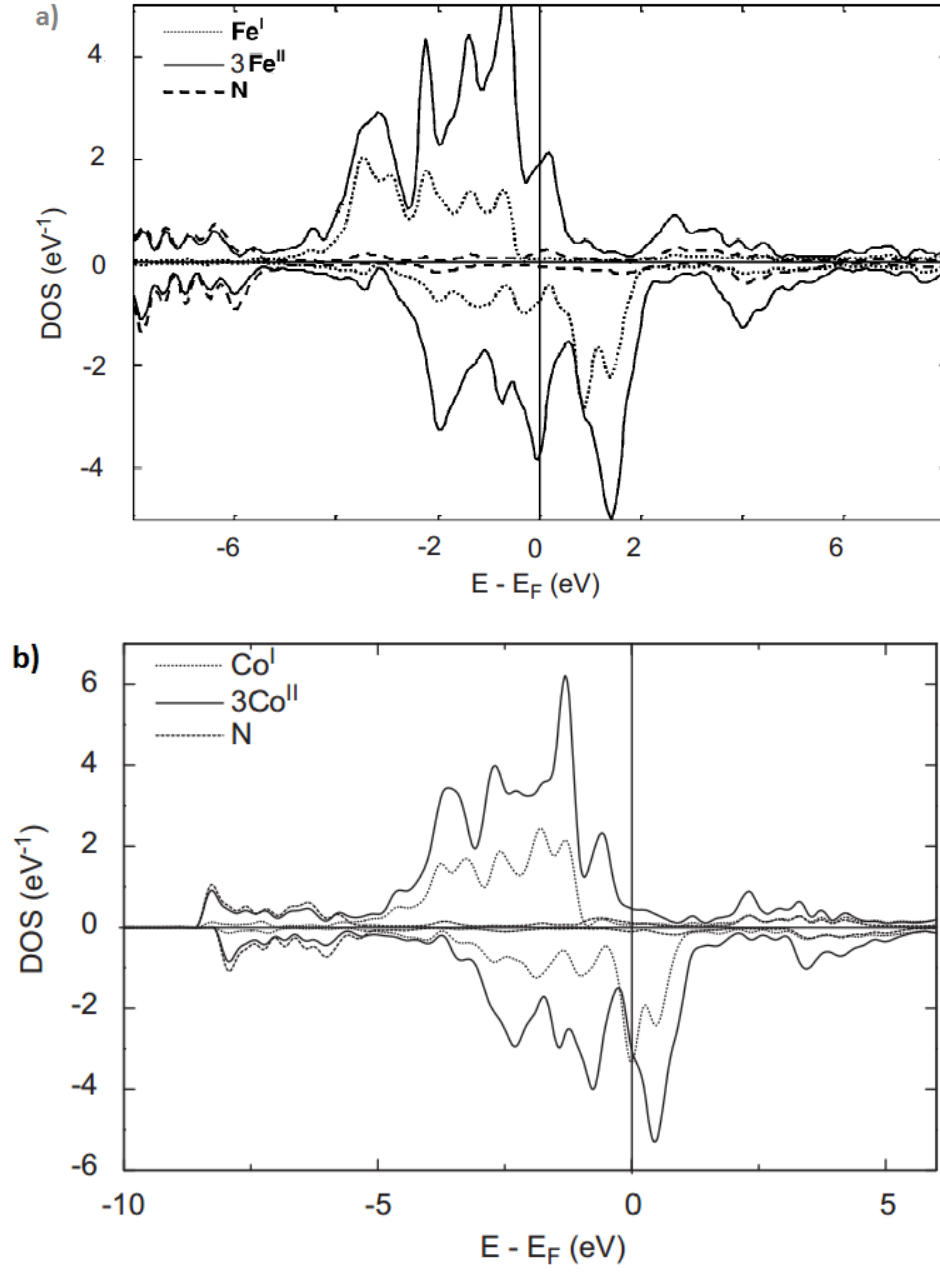 a)
Fe^I
3Fe^II
N
4
2
0
-2
-4
DOS (eV⁻¹)
-6 -2 0 2 6
E - E_F (eV)
b)
Co^I
3Co^II
N
6
4
2
0
-2
-4
-6
DOS (eV⁻¹)
-10 -5 0 5
E - E_F (eV)